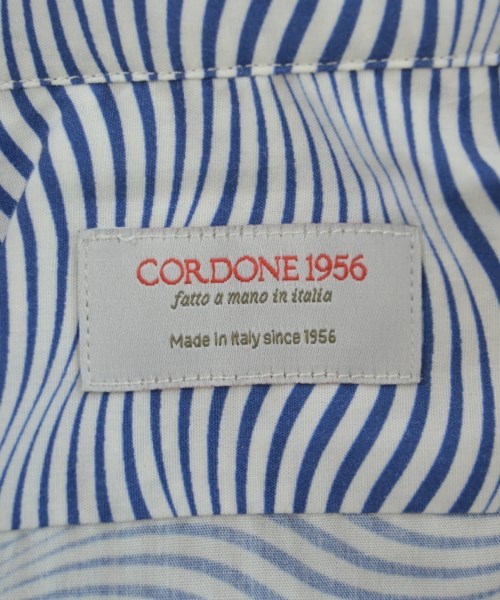 CORDONE 1956
fatto a mano in italia
Made in Italy since 1956